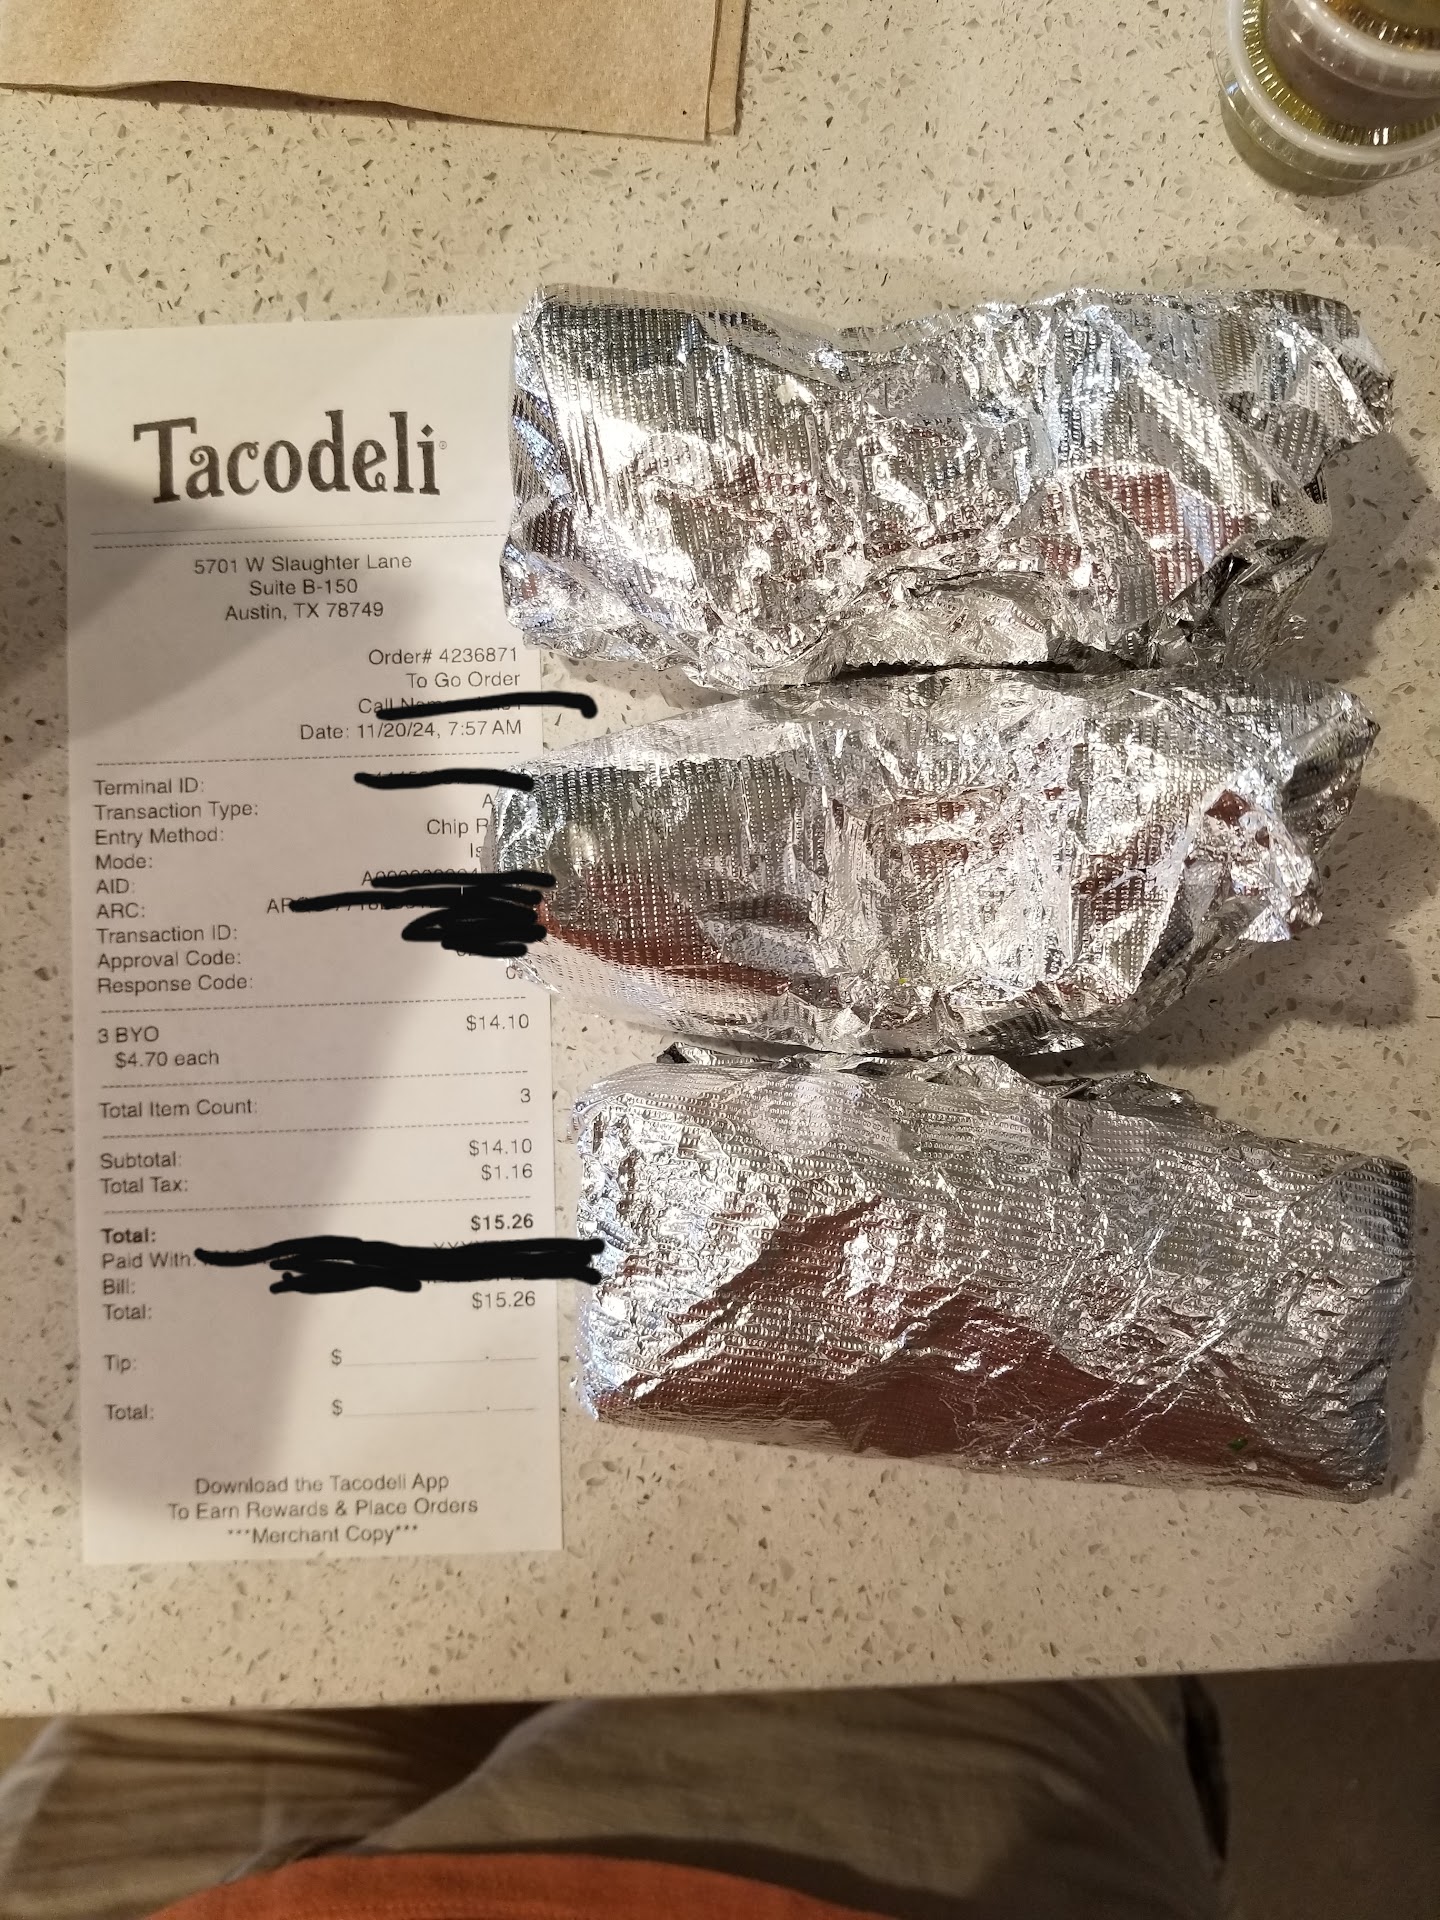 Tacodeli
5701 W Slaughter Lane
Suite B-150
Austin, TX 78749
Order# 4236871
To Go Order
Call
Date: 11/20/24, 7:57 AM
Terminal ID:
Transaction Type:
Entry Method: Chip
Mode:
AID:
ARC:
Transaction ID:
Approval Code:
Response Code:
3 BYO $14.10
$4.70 each
Total Item Count: 3
Subtotal: $14.10
Total Tax: $1.16
Total: $15.26
Paid With:
Bill:
Total: $15.26
Tip: $
Total: $
Download the Tacodeli App
To Earn Rewards & Place Orders
***Merchant Copy***